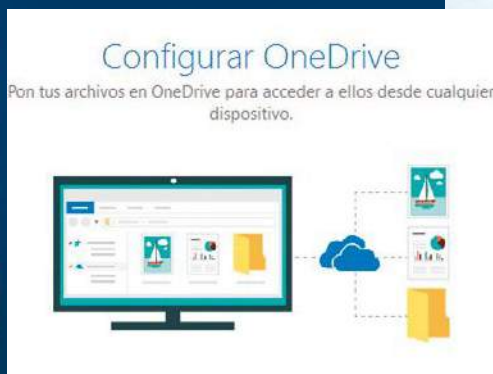 Configurar OneDrive
Pon tus archivos en OneDrive para acceder a ellos desde cualquier
dispositivo.